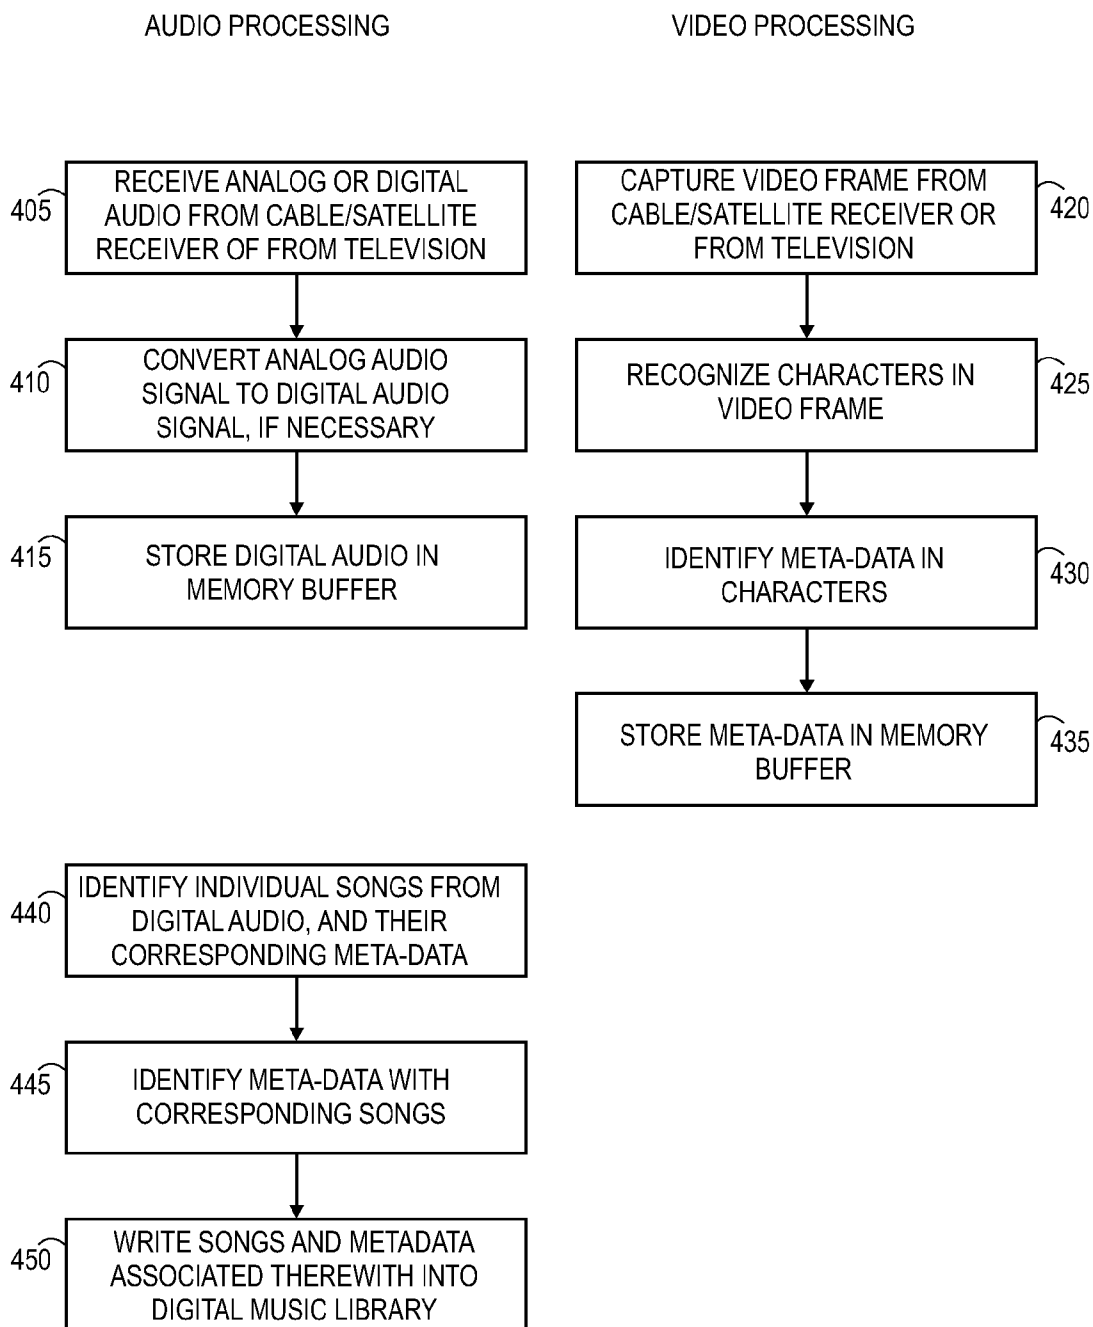 AUDIO PROCESSING
VIDEO PROCESSING
405
RECEIVE ANALOG OR DIGITAL
AUDIO FROM CABLE/SATELLITE
RECEIVER OF FROM TELEVISION
410
CONVERT ANALOG AUDIO
SIGNAL TO DIGITAL AUDIO
SIGNAL, IF NECESSARY
415
STORE DIGITAL AUDIO IN
MEMORY BUFFER
420
CAPTURE VIDEO FRAME FROM
CABLE/SATELLITE RECEIVER OR
FROM TELEVISION
425
RECOGNIZE CHARACTERS IN
VIDEO FRAME
430
IDENTIFY META-DATA IN
CHARACTERS
435
STORE META-DATA IN MEMORY
BUFFER
440
IDENTIFY INDIVIDUAL SONGS FROM
DIGITAL AUDIO, AND THEIR
CORRESPONDING META-DATA
445
IDENTIFY META-DATA WITH
CORRESPONDING SONGS
450
WRITE SONGS AND METADATA
ASSOCIATED THEREWITH INTO
DIGITAL MUSIC LIBRARY